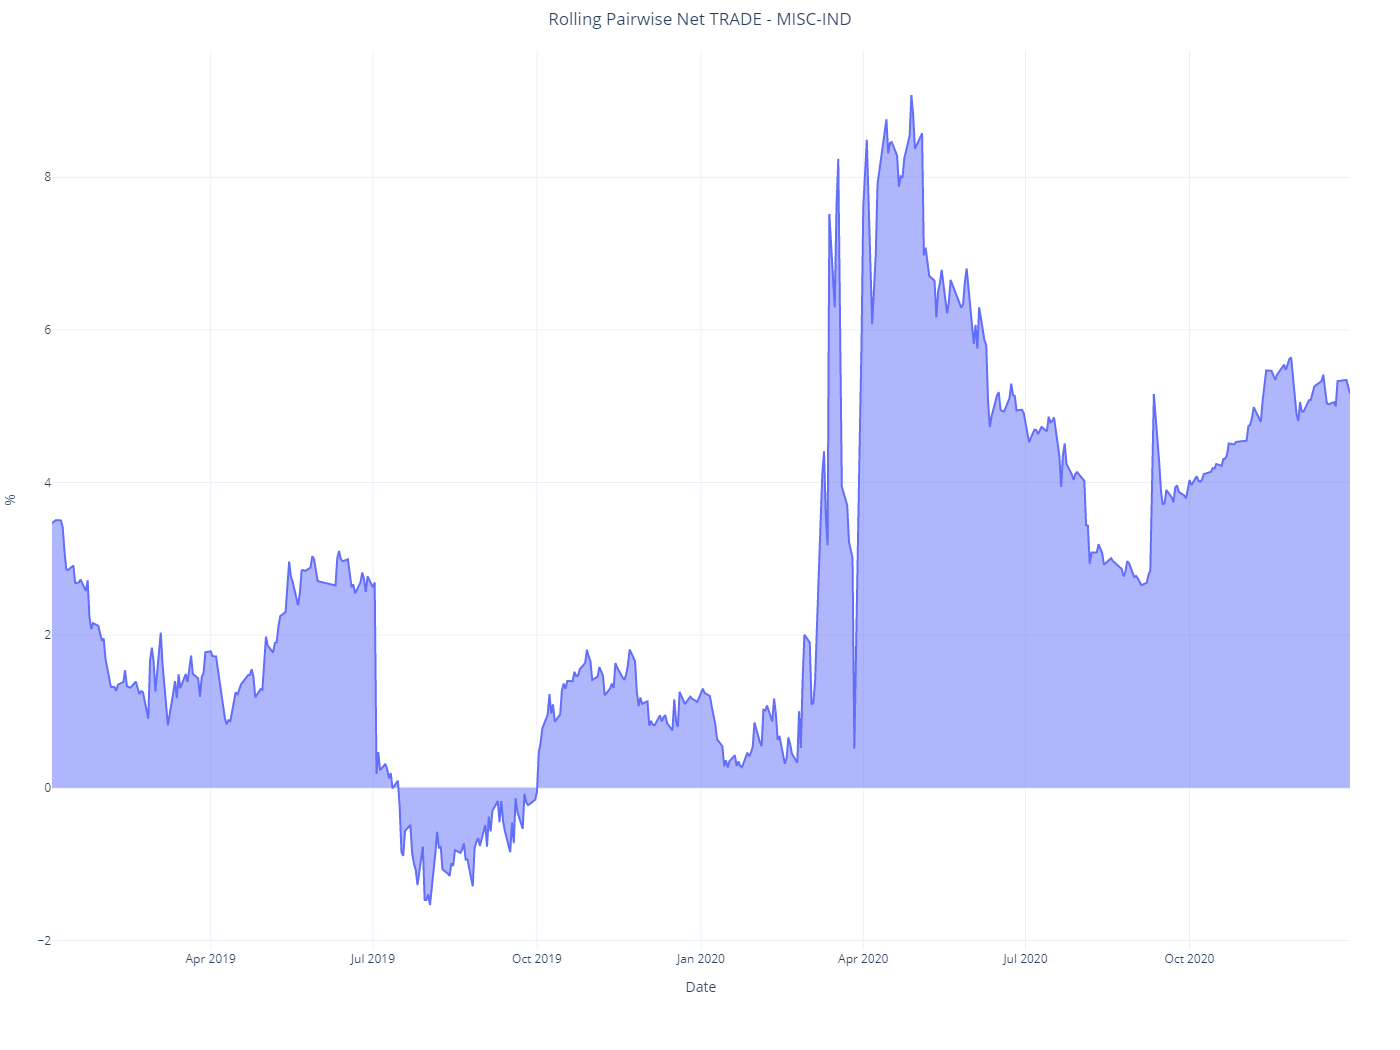 Rolling Pairwise Net TRADE - MISC-IND
8
6
4
2
0
−2
%
Apr 2019
Jul 2019
Oct 2019
Jan 2020
Apr 2020
Jul 2020
Oct 2020
Date